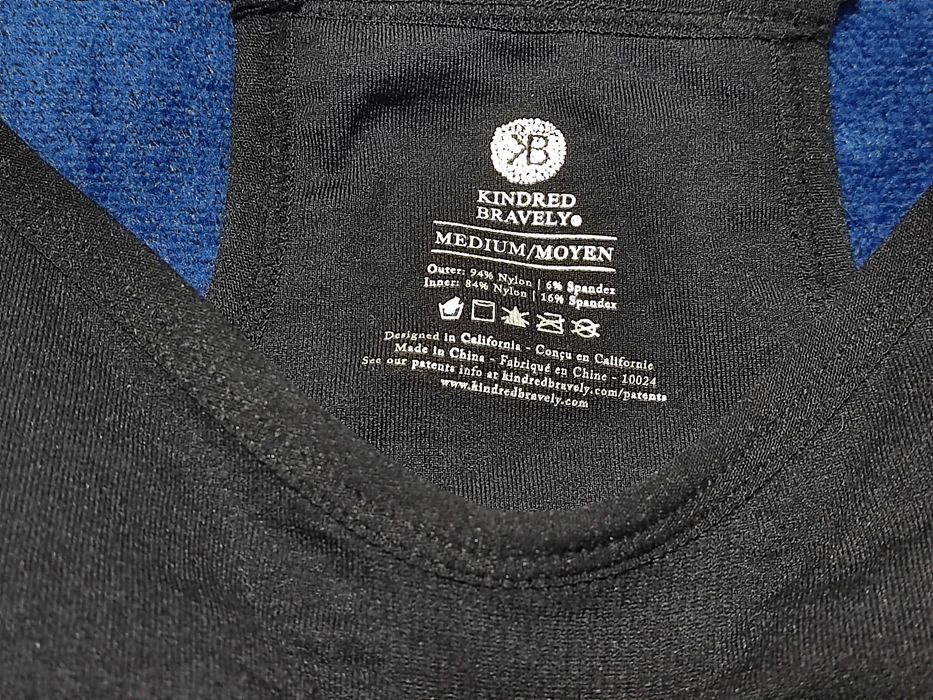 KB
KINDRED
BRAVELY
MEDIUM/MOYEN
Outer: 94% Nylon | 6% Spandex
Inner: 84% Nylon | 16% Spandex
Designed in California - Conçu en Californie
Made in China - Fabriqué en Chine - 10024
See our patents info at kindredbravely.com/patents
www.kindredbravely.com